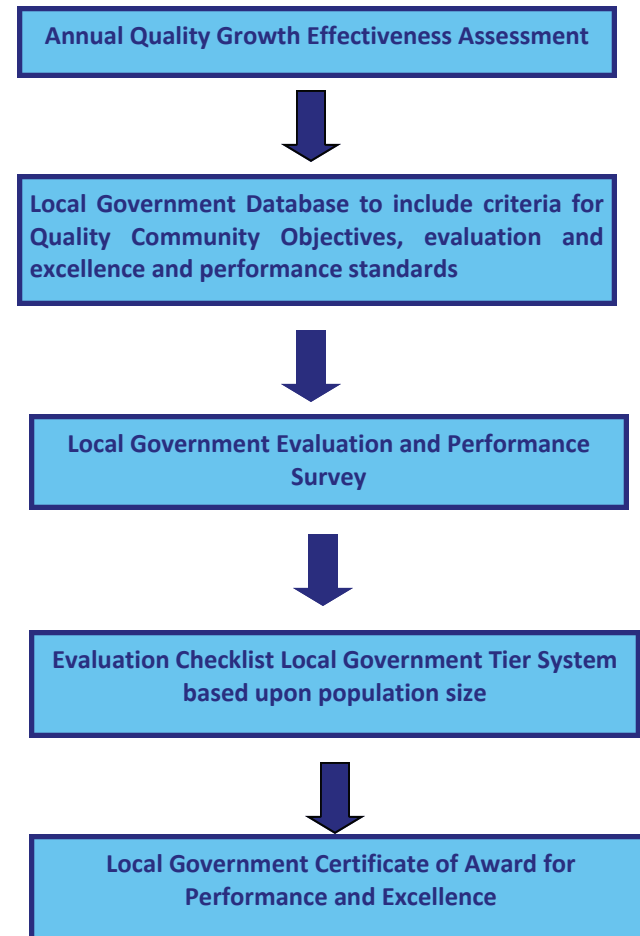 Annual Quality Growth Effectiveness Assessment
Local Government Database to include criteria for
Quality Community Objectives, evaluation and
excellence and performance standards
Local Government Evaluation and Performance
Survey
Evaluation Checklist Local Government Tier System
based upon population size
Local Government Certificate of Award for
Performance and Excellence